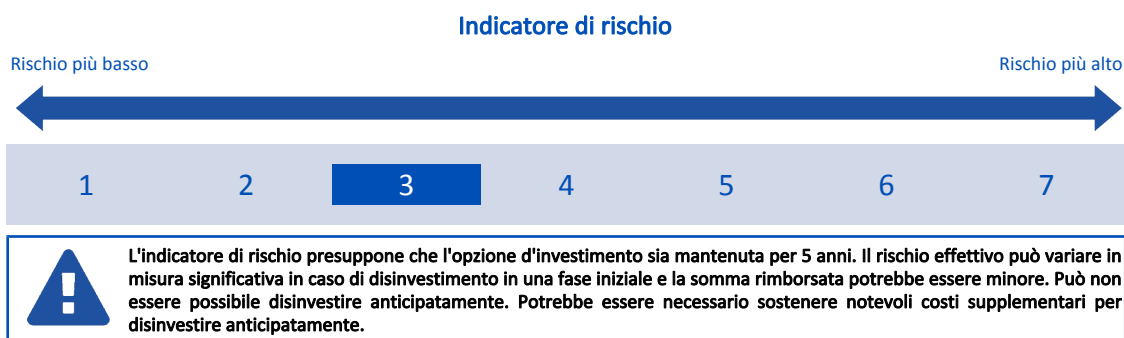 Indicatore di rischio
Rischio più basso
Rischio più alto
1 2 3 4 5 6 7
L'indicatore di rischio presuppone che l'opzione d'investimento sia mantenuta per 5 anni. Il rischio effettivo può variare in
misura significativa in caso di disinvestimento in una fase iniziale e la somma rimborsata potrebbe essere minore. Può non
essere possibile disinvestire anticipatamente. Potrebbe essere necessario sostenere notevoli costi supplementari per
disinvestire anticipatamente.